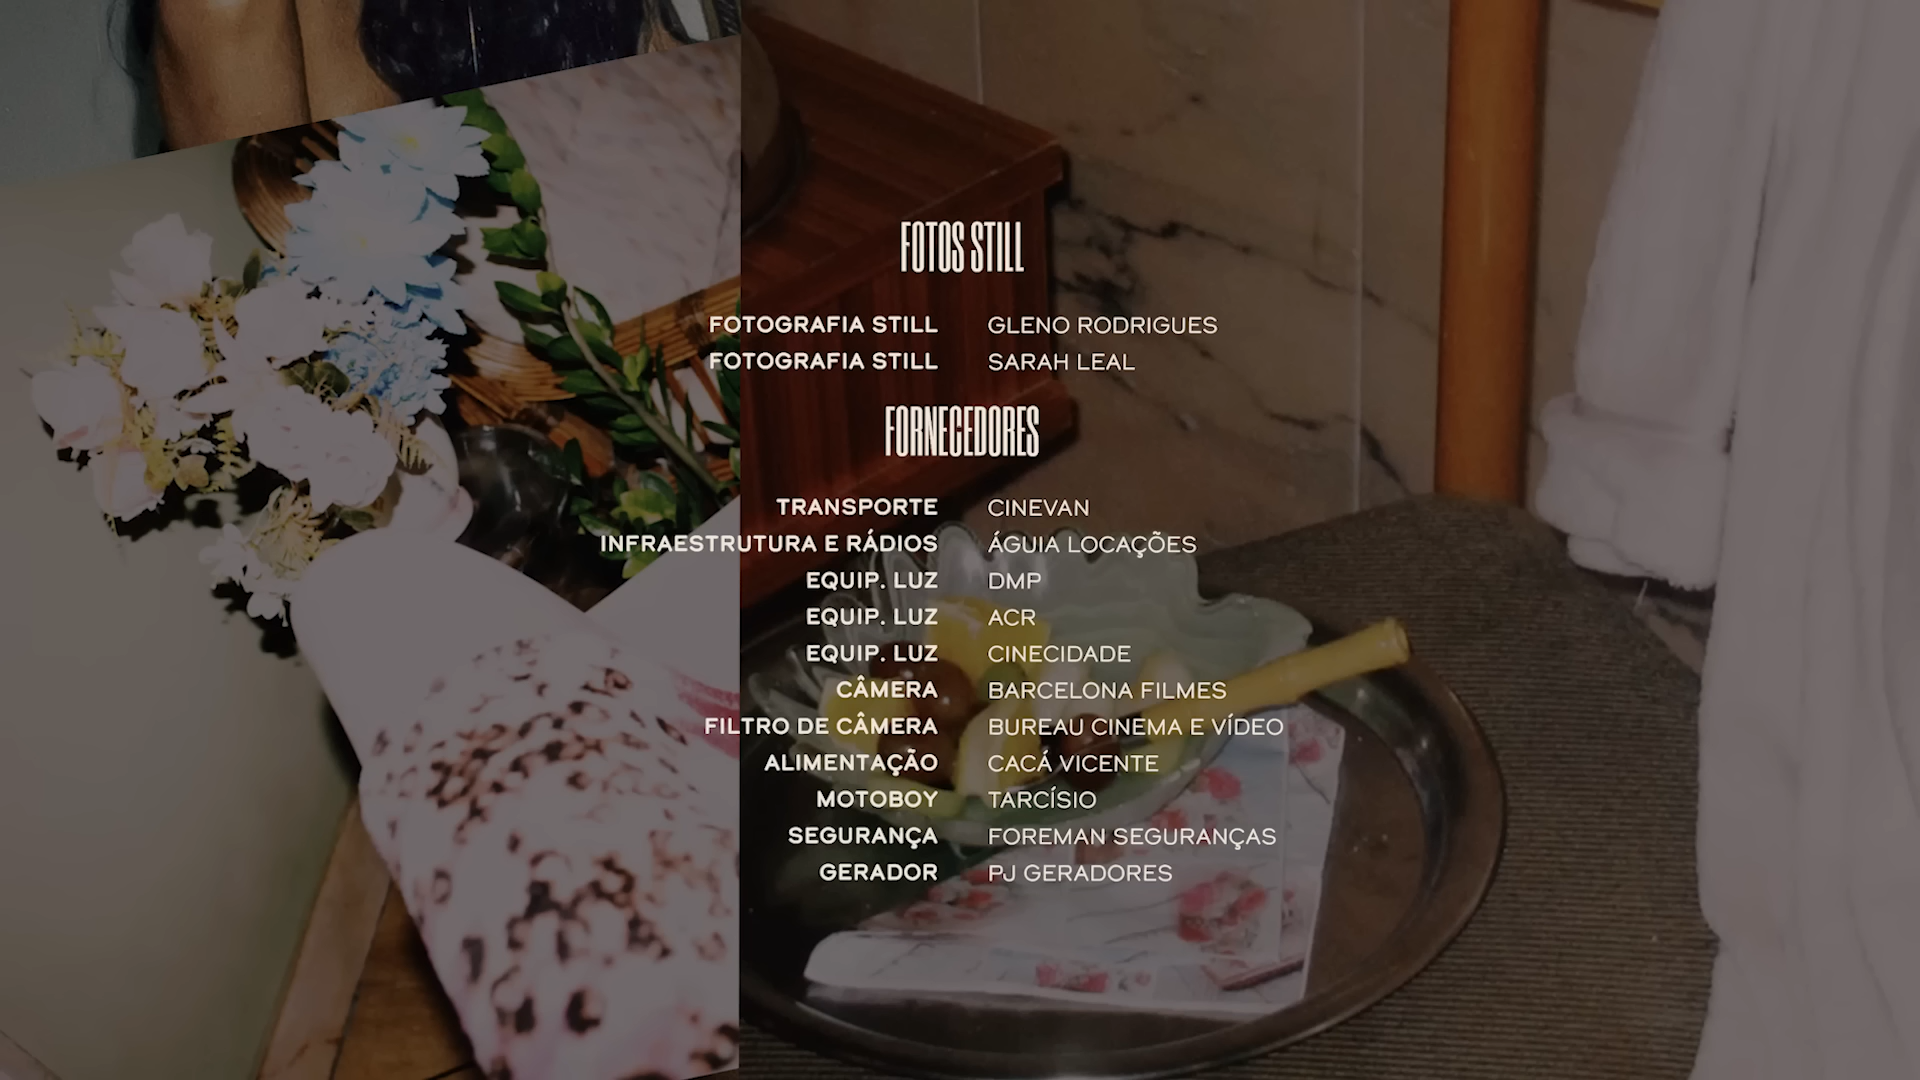 FOTOS STILL
FOTOGRAFIA STILL GLENO RODRIGUES
FOTOGRAFIA STILL SARAH LEAL
FORNECEDORES
TRANSPORTE CINEVAN
INFRAESTRUTURA E RÁDIOS ÁGUIA LOCAÇÕES
EQUIP. LUZ DMP
EQUIP. LUZ ACR
EQUIP. LUZ CINECIDADE
CÂMERA BARCELONA FILMES
FILTRO DE CÂMERA BUREAU CINEMA E VÍDEO
ALIMENTAÇÃO CACÁ VICENTE
MOTOBOY TARCÍSIO
SEGURANÇA FOREMAN SEGURANÇAS
GERADOR PJ GERADORES